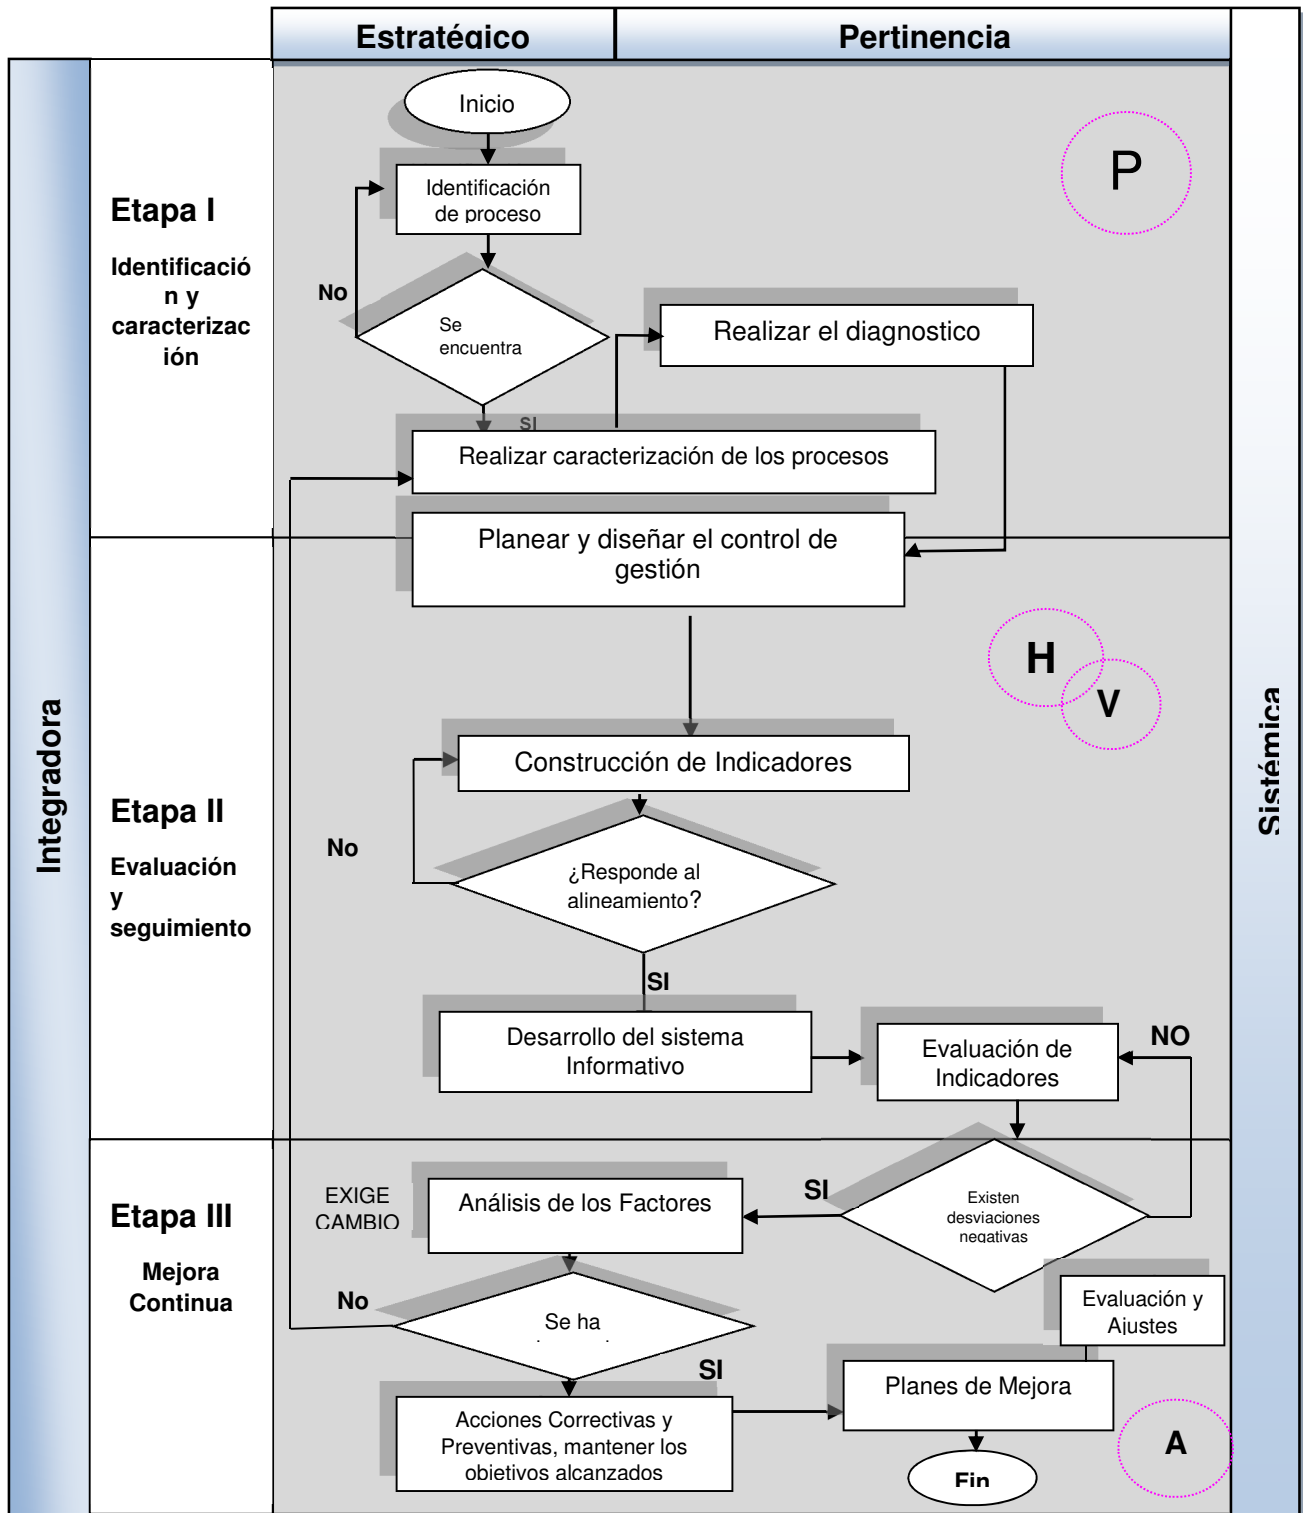 Estratégico
Pertinencia
Integradora
Sistémica
Etapa I
Identificació
n y
caracterizac
ión
Inicio
P
Identificación
de proceso
No
Se
encuentra
Realizar el diagnostico
SI
Realizar caracterización de los procesos
Planear y diseñar el control de
gestión
H
V
Etapa II
Evaluación
y
seguimiento
Construcción de Indicadores
No
¿Responde al
alineamiento?
SI
Desarrollo del sistema
Informativo
Evaluación de
Indicadores
NO
Etapa III
Mejora
Continua
EXIGE
CAMBIO
Análisis de los Factores
SI
Existen
desviaciones
negativas
No
Se ha
Evaluación y
Ajustes
SI
Planes de Mejora
Acciones Correctivas y
Preventivas, mantener los
objetivos alcanzados
A
Fin